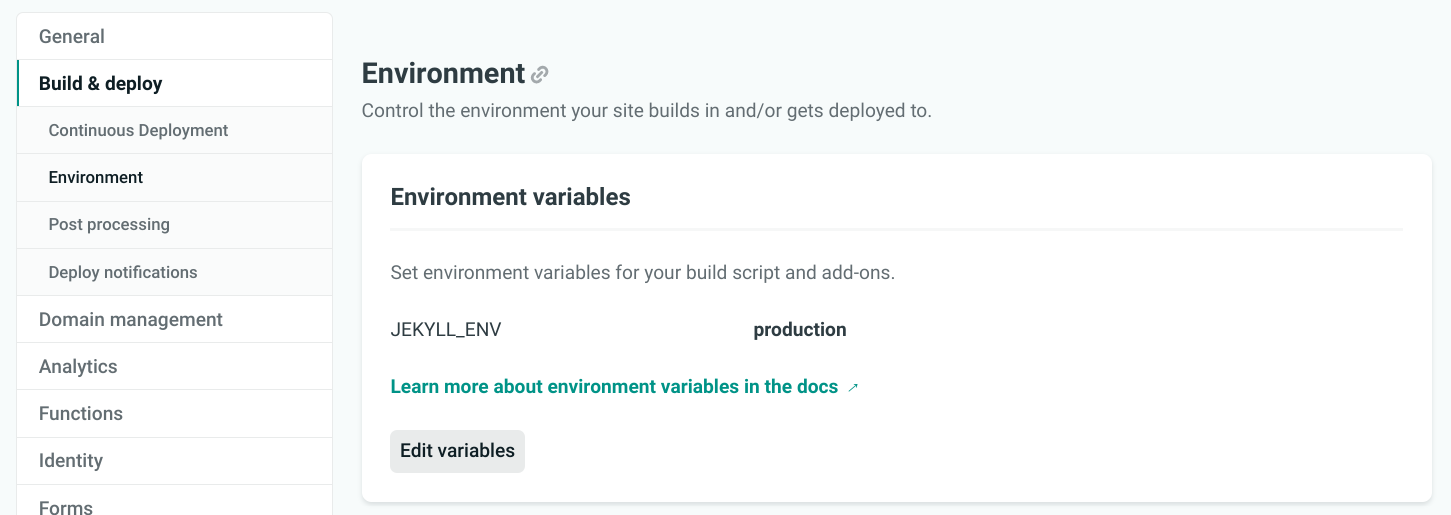 General
Build & deploy
Continuous Deployment
Environment
Post processing
Deploy notifications
Domain management
Analytics
Functions
Identity
Forms
Environment
Control the environment your site builds in and/or gets deployed to.
Environment variables
Set environment variables for your build script and add-ons.
JEKYLL_ENV production
Learn more about environment variables in the docs ↗
Edit variables